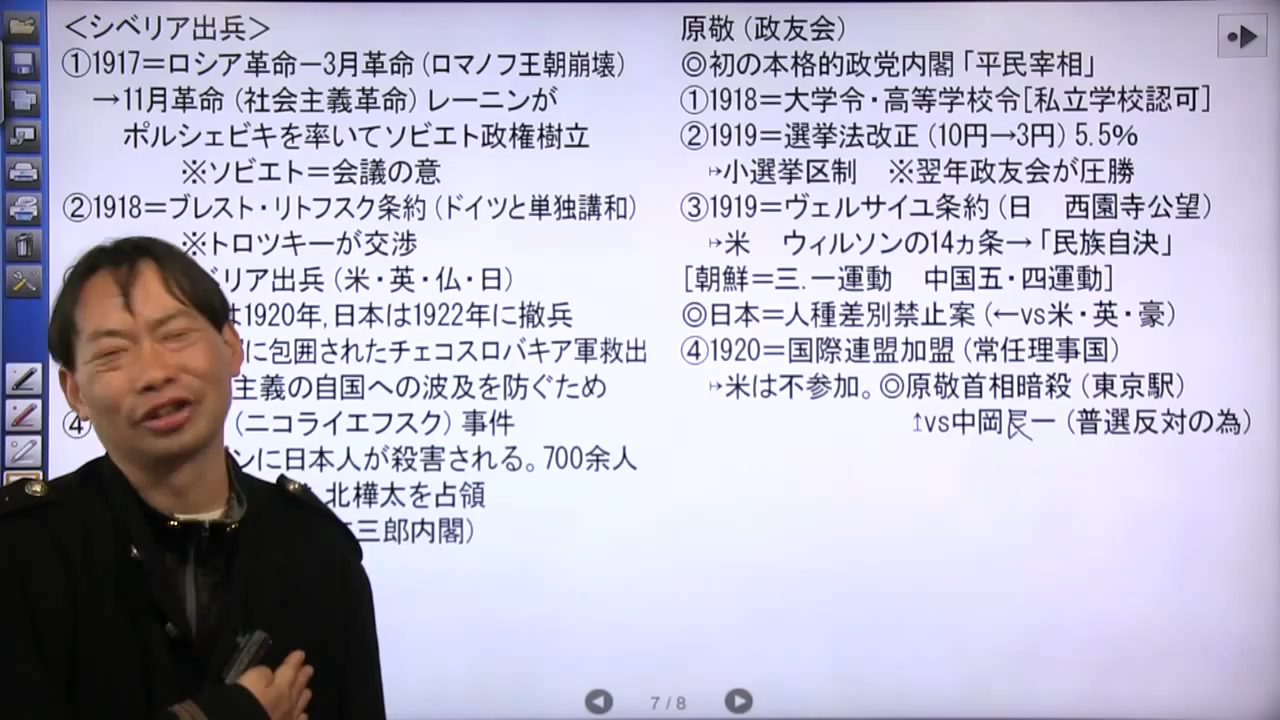 ＜シベリア出兵＞
①1917＝ロシア革命－3月革命（ロマノフ王朝崩壊）
→11月革命（社会主義革命）レーニンが
ポルシェビキを率いてソビエト政権樹立
※ソビエト＝会議の意
②1918＝ブレスト・リトフスク条約（ドイツと単独講和）
※トロツキーが交渉
ベリア出兵（米・英・仏・日）
は1920年,日本は1922年に撤兵
に包囲されたチェコスロバキア軍救出
主義の自国への波及を防ぐため
④（ニコライエフスク）事件
ンに日本人が殺害される。700余人
北樺太を占領
三郎内閣）
原敬（政友会）
◎初の本格的政党内閣「平民宰相」
①1918＝大学令・高等学校令［私立学校認可］
②1919＝選挙法改正（10円→3円）5.5%
↦小選挙区制　※翌年政友会が圧勝
③1919＝ヴェルサイユ条約（日　西園寺公望）
↦米　ウィルソンの14ヵ条→「民族自決」
［朝鮮＝三.一運動　中国五・四運動］
◎日本＝人種差別禁止案（←vs米・英・豪）
④1920＝国際連盟加盟（常任理事国）
↦米は不参加。◎原敬首相暗殺（東京駅）
↥vs中岡艮一（普選反対の為）
7 / 8